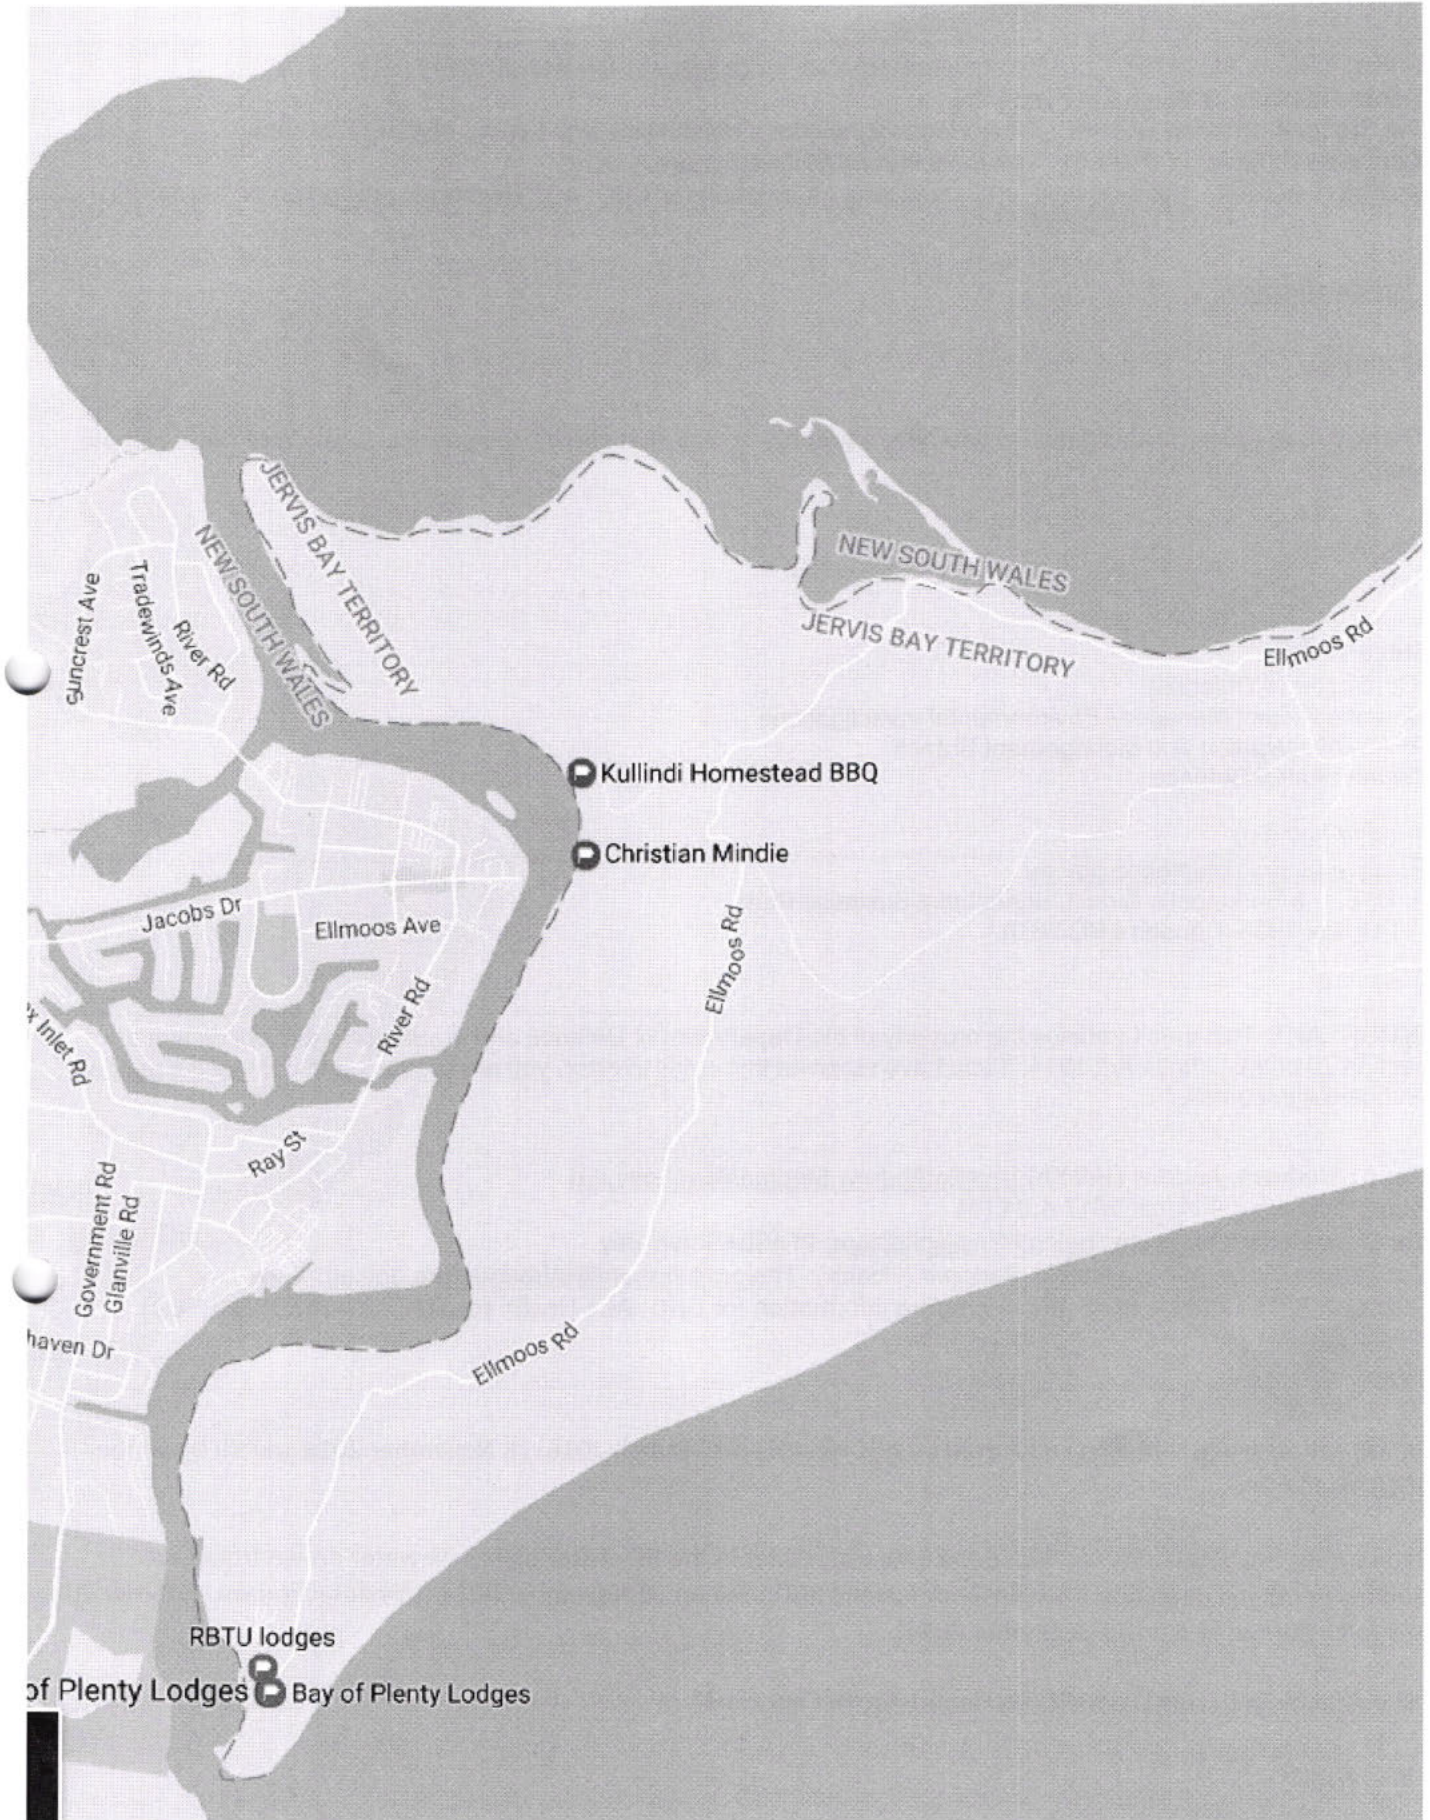 JERVIS BAY TERRITORY
NEW SOUTH WALES
NEW SOUTH WALES
JERVIS BAY TERRITORY
Ellmoos Rd
Suncrest Ave
Tradewinds Ave
River Rd
Kullindi Homestead BBQ
Christian Mindie
Jacobs Dr
Ellmoos Ave
Ellmoos Rd
River Rd
ex Inlet Rd
Ray St
Government Rd
Glanville Rd
haven Dr
Ellmoos Rd
RBTU lodges
of Plenty Lodges
Bay of Plenty Lodges